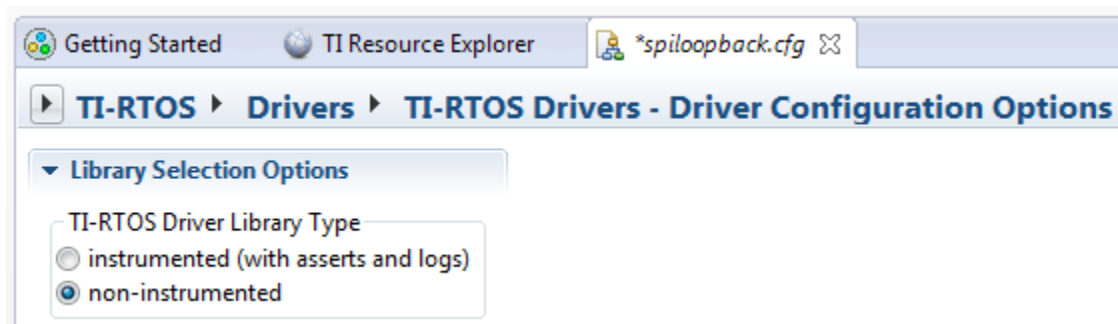 Getting Started TI Resource Explorer *spiloopback.cfg
TI-RTOS Drivers TI-RTOS Drivers - Driver Configuration Options
Library Selection Options
TI-RTOS Driver Library Type
instrumented (with asserts and logs)
non-instrumented